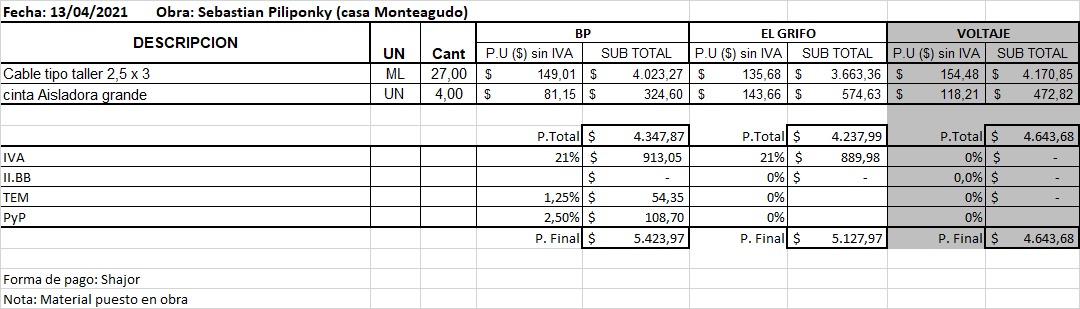 Fecha: 13/04/2021 Obra: Sebastian Piliponky (casa Monteagudo)
DESCRIPCION UN Cant BP EL GRIFO VOLTAJE
P.U ($) sin IVA SUB TOTAL P.U ($) sin IVA SUB TOTAL P.U ($) sin IVA SUB TOTAL
Cable tipo taller 2,5 x 3 ML 27,00 $ 149,01 $ 4.023,27 $ 135,68 $ 3.663,36 $ 154,48 $ 4.170,85
cinta Aisladora grande UN 4,00 $ 81,15 $ 324,60 $ 143,66 $ 574,63 $ 118,21 $ 472,82
P.Total $ 4.347,87 P.Total $ 4.237,99 P.Total $ 4.643,68
IVA 21% $ 913,05 21% $ 889,98 0% $ -
II.BB $ - 0% $ - 0,0% $ -
TEM 1,25% $ 54,35 0% 0% $ -
PyP 2,50% $ 108,70 0% 0%
P. Final $ 5.423,97 P. Final $ 5.127,97 P. Final $ 4.643,68
Forma de pago: Shajor
Nota: Material puesto en obra